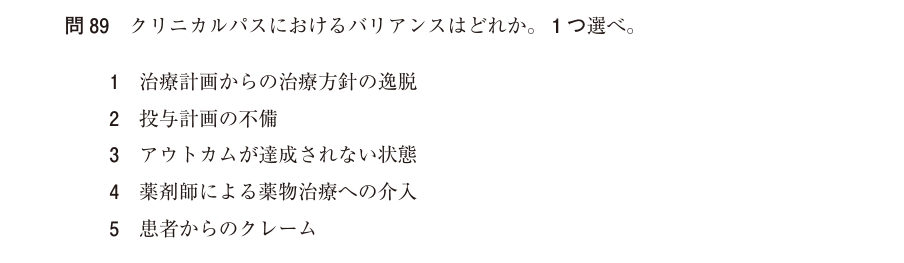 問 89 クリニカルパスにおけるバリアンスはどれか。1つ選べ。
1 治療計画からの治療方針の逸脱
2 投与計画の不備
3 アウトカムが達成されない状態
4 薬剤師による薬物治療への介入
5 患者からのクレーム